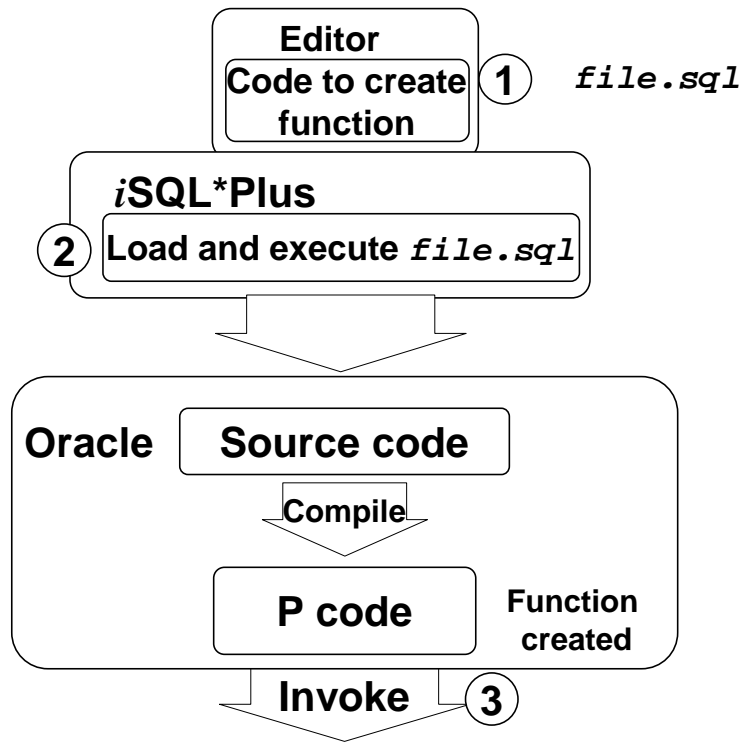 Editor
Code to create
function
1
file.sql
iSQL*Plus
2
Load and execute file.sql
Oracle
Source code
Compile
P code
Function
created
Invoke
3